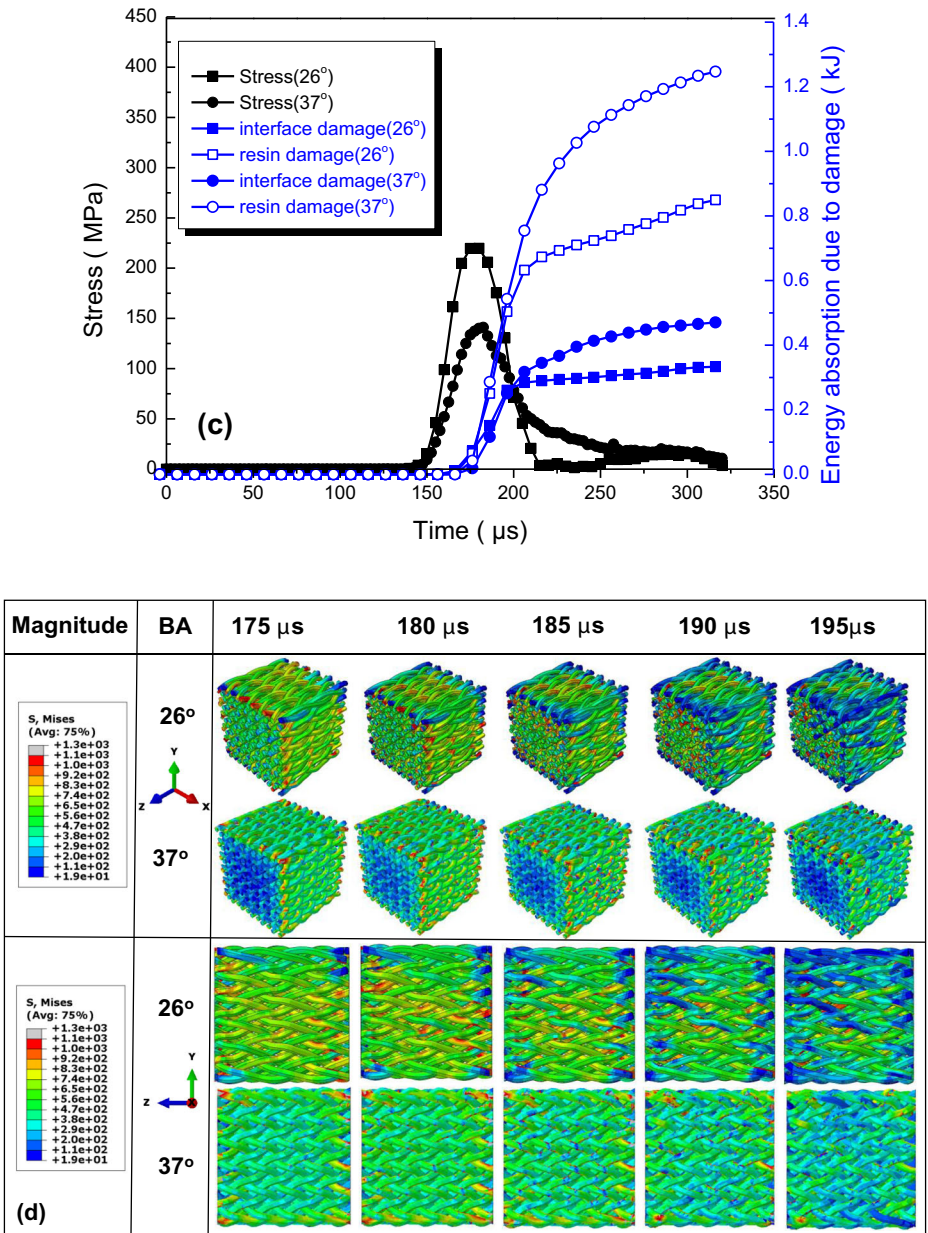 450
400
350
300
250
200
150
100
50
0
Stress ( MPa)
Stress(26°)
Stress(37°)
interface damage(26°)
resin damage(26°)
interface damage(37°)
resin damage(37°)
(c)
1.4
1.2
1.0
0.8
0.6
0.4
0.2
0.0
Energy absorption due to damage ( kJ)
0 50 100 150 200 250 300 350
Time ( μs)
Magnitude BA 175 μs 180 μs 185 μs 190 μs 195μs
S, Mises
(Avg: 75%)
+1.3e+03
+1.1e+03
+1.0e+03
+9.2e+02
+8.3e+02
+7.4e+02
+6.5e+02
+5.6e+02
+4.7e+02
+3.8e+02
+2.9e+02
+2.0e+02
+1.1e+02
+1.9e+01
26°
Y
Z X
37°
S, Mises
(Avg: 75%)
+1.3e+03
+1.1e+03
+1.0e+03
+9.2e+02
+8.3e+02
+7.4e+02
+6.5e+02
+5.6e+02
+4.7e+02
+3.8e+02
+2.9e+02
+2.0e+02
+1.1e+02
+1.9e+01
26°
Y
Z X
37°
(d)